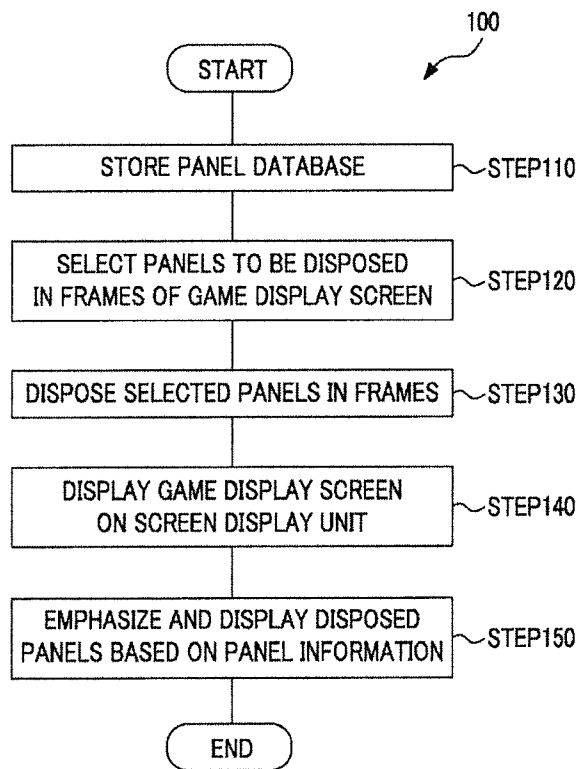 100
START
STORE PANEL DATABASE
STEP110
SELECT PANELS TO BE DISPOSED
IN FRAMES OF GAME DISPLAY SCREEN
STEP120
DISPOSE SELECTED PANELS IN FRAMES
STEP130
DISPLAY GAME DISPLAY SCREEN
ON SCREEN DISPLAY UNIT
STEP140
EMPHASIZE AND DISPLAY DISPOSED
PANELS BASED ON PANEL INFORMATION
STEP150
END